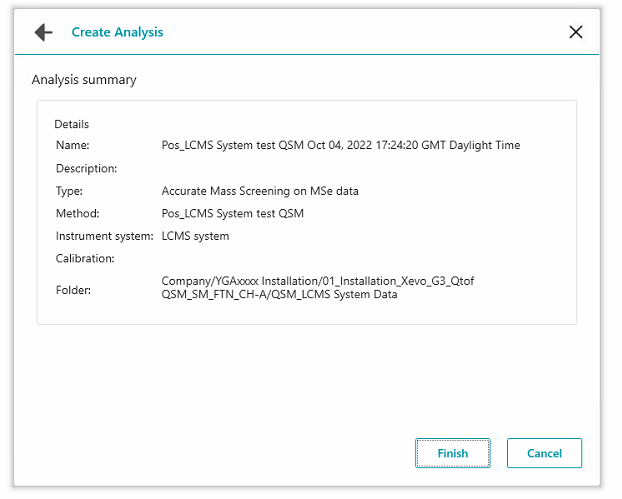 Create Analysis
Analysis summary
Details
Name: Pos_LCMS System test QSM Oct 04, 2022 17:24:20 GMT Daylight Time
Description:
Type: Accurate Mass Screening on MSe data
Method: Pos_LCMS System test QSM
Instrument system: LCMS system
Calibration:
Folder: Company/YGAxxxx Installation/01_Installation_Xevo_G3_Qtof
QSM_SM_FTN_CH-A/QSM_LCMS System Data
Finish Cancel